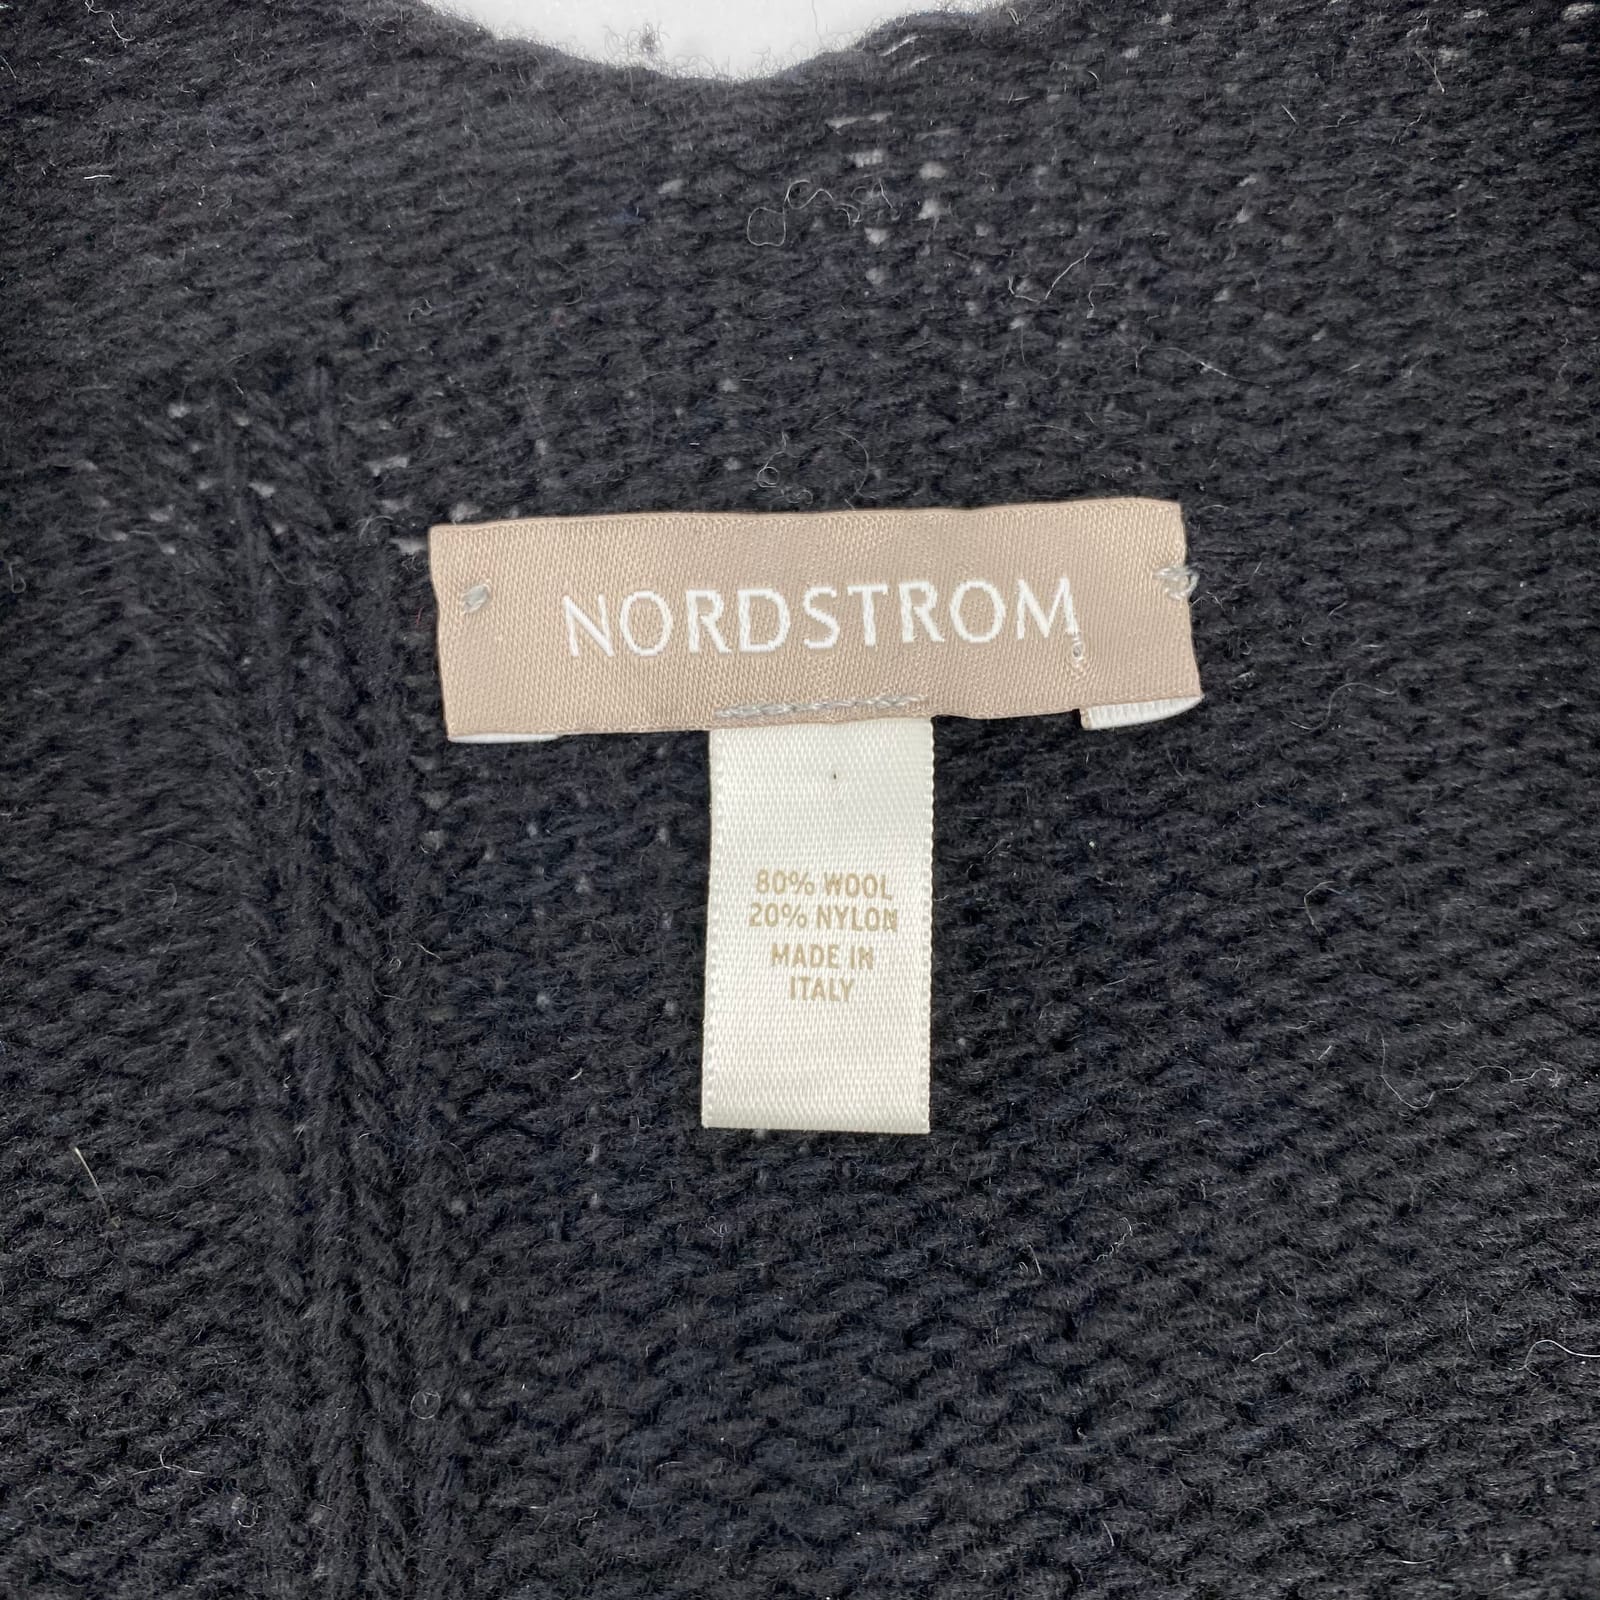 NORDSTROM
80% WOOL
20% NYLON
MADE IN
ITALY